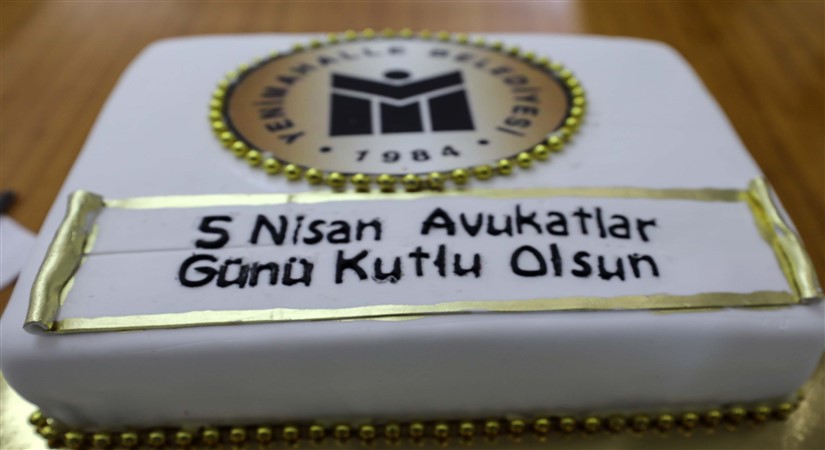 YENİMAHALLE BELEDİYESİ
1984
5 Nisan Avukatlar
Günü Kutlu Olsun